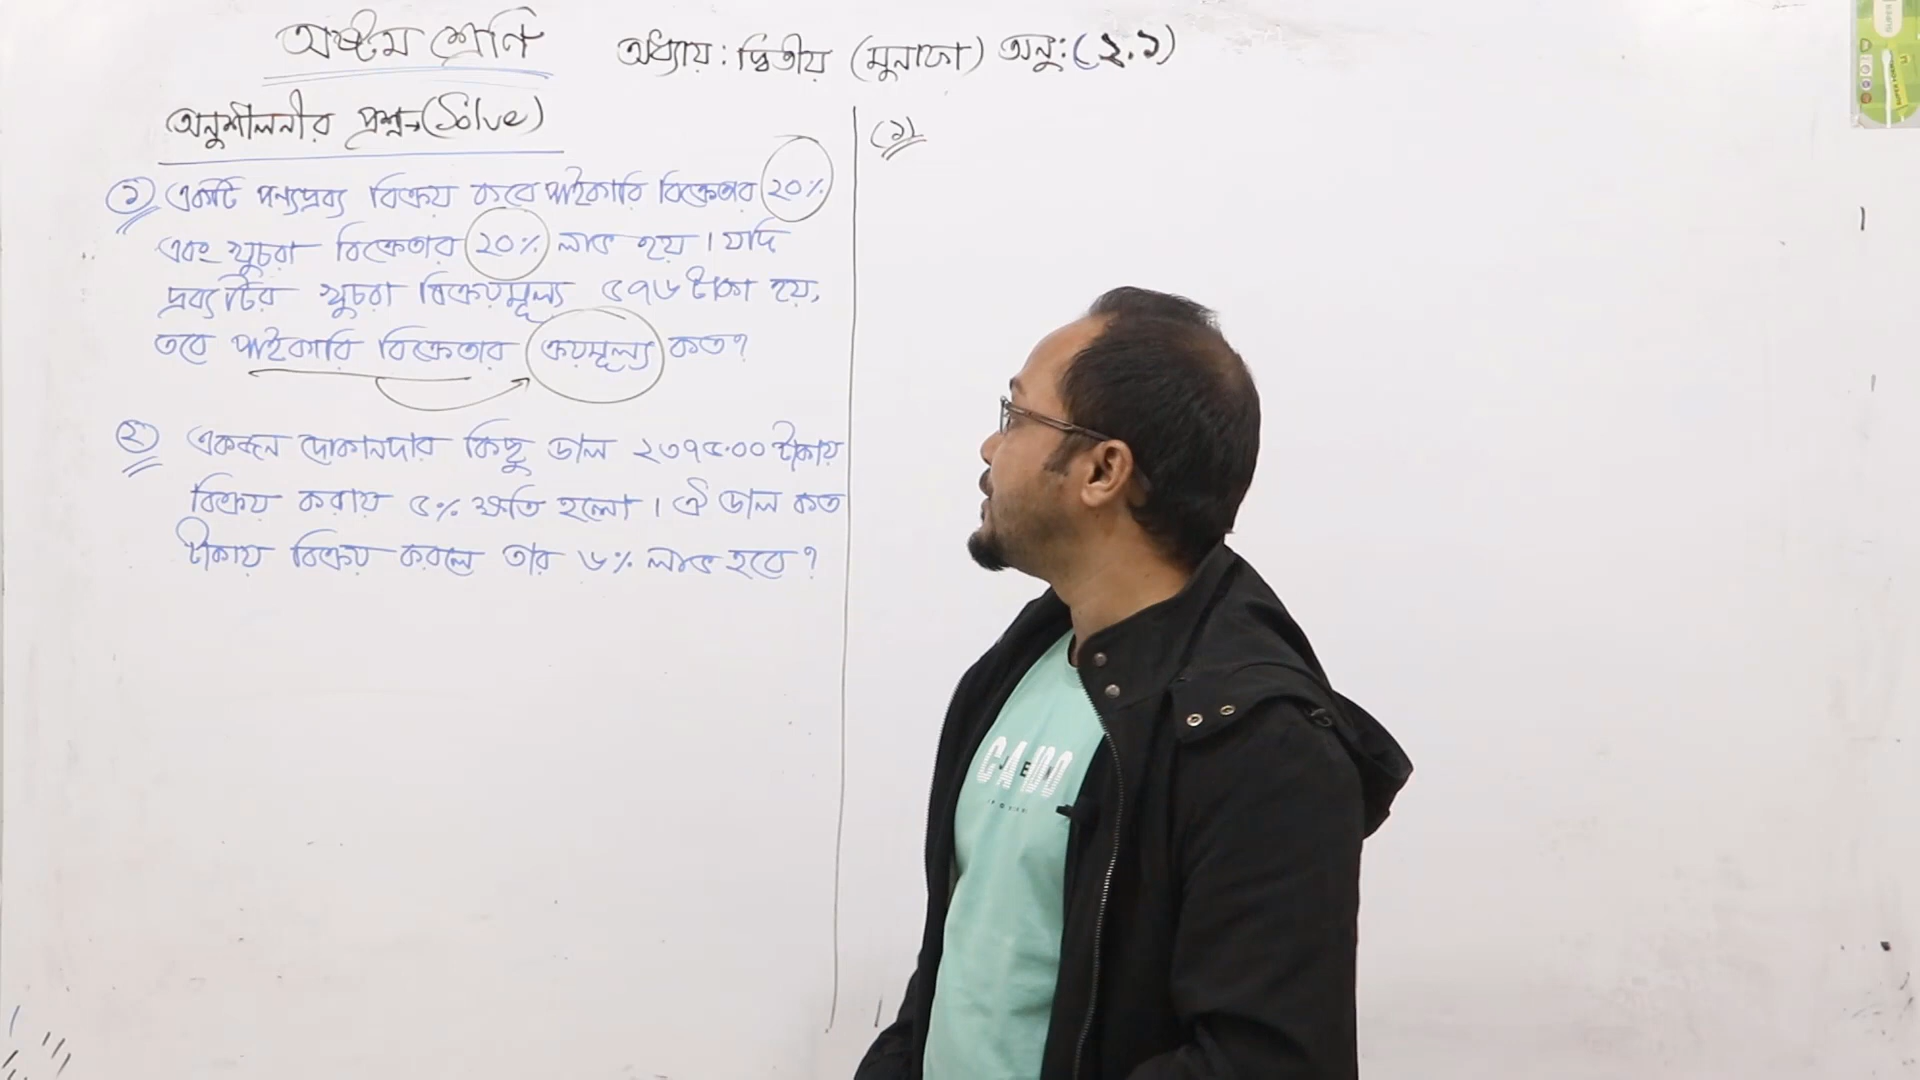 অষ্টম শ্রেণি
অধ্যায়: দ্বিতীয় (মুনাফা) অনু:(২.১)
অনুশীলনীর প্রশ্ন→(Solve)
১) একটি পণ্যদ্রব্য বিক্রয় করে পাইকারি বিক্রেতার ২০%
এবং খুচরা বিক্রেতার ২০% লাভ হয়। যদি
দ্রব্যটির খুচরা বিক্রয়মূল্য ৫৭৬ টাকা হয়,
তবে পাইকারি বিক্রেতার ক্রয়মূল্য কত?
২) একজন দোকানদার কিছু ডাল ২৩৭৫.০০ টাকায়
বিক্রয় করায় ৫% ক্ষতি হলো। ঐ ডাল কত
টাকায় বিক্রয় করলে তার ৬% লাভ হবে?
(১)